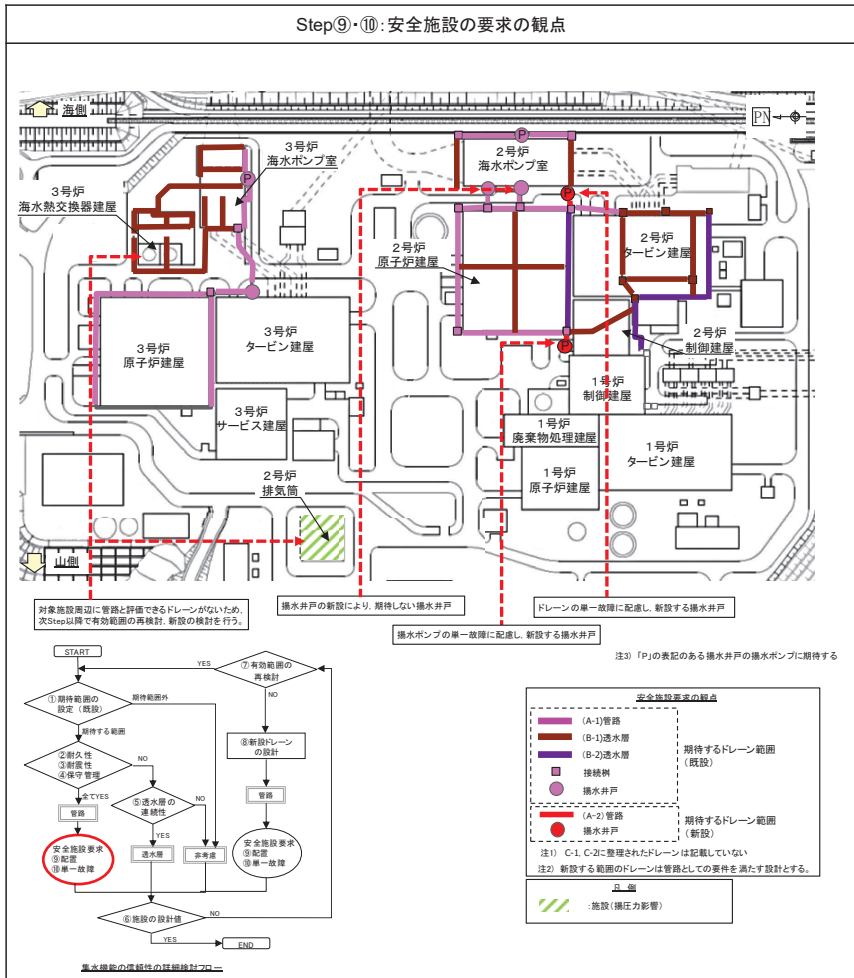 Step⑨・⑩：安全施設の要求の観点
海側
PN
3号炉
海水ポンプ室
3号炉
海水熱交換器建屋
2号炉
海水ポンプ室
P
P
P
P
2号炉
原子炉建屋
2号炉
タービン建屋
2号炉
制御建屋
3号炉
原子炉建屋
3号炉
タービン建屋
3号炉
サービス建屋
1号炉
制御建屋
1号炉
廃棄物処理建屋
1号炉
原子炉建屋
1号炉
タービン建屋
2号炉
排気筒
山側
対象施設周辺に管路と評価できるドレーンがないため，
次Step以降で有効範囲の再検討，新設の検討を行う。
揚水井戸の新設により，期待しない揚水井戸
ドレーンの単一故障に配慮し，新設する揚水井戸
揚水ポンプの単一故障に配慮し，新設する揚水井戸
注3）「P」の表記のある揚水井戸の揚水ポンプに期待する
START
YES
⑦有効範囲の
再検討
①期待範囲の
設定（既設）
期待範囲外
NO
期待する範囲
⑧新設ドレーン
の設計
②耐久性
③耐震性
④保守管理
NO
全てYES
⑤透水層の
連続性
NO
管路
管路
YES
安全施設要求
⑨配置
⑩単一故障
透水層
非考慮
安全施設要求
⑨配置
⑩単一故障
⑥施設の設計値
NO
YES
END
集水機能の信頼性の詳細検討フロー
安全施設要求の観点
(A-1)管路
(B-1)透水層
(B-2)透水層
接続桝
揚水井戸
期待するドレーン範囲
（既設）
(A-2)管路
揚水井戸
期待するドレーン範囲
（新設）
注1） C-1, C-2に整理されたドレーンは記載していない
注2） 新設する範囲のドレーンは管路としての要件を満たす設計とする。
凡 例
：施設（揚圧力影響）